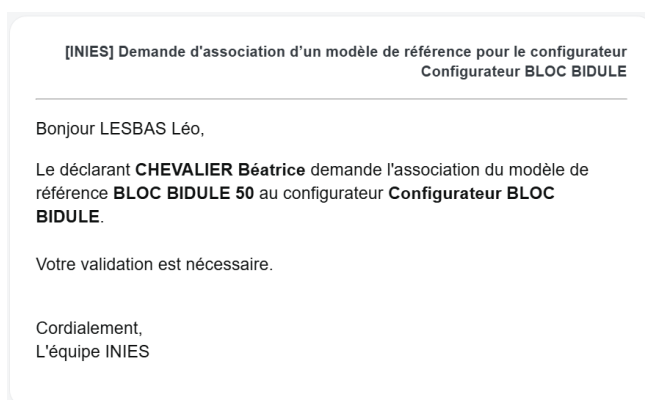 [INIES] Demande d'association d’un modèle de référence pour le configurateur
Configurateur BLOC BIDULE
Bonjour LESBAS Léo,
Le déclarant CHEVALIER Béatrice demande l'association du modèle de
référence BLOC BIDULE 50 au configurateur Configurateur BLOC
BIDULE.
Votre validation est nécessaire.
Cordialement,
L'équipe INIES